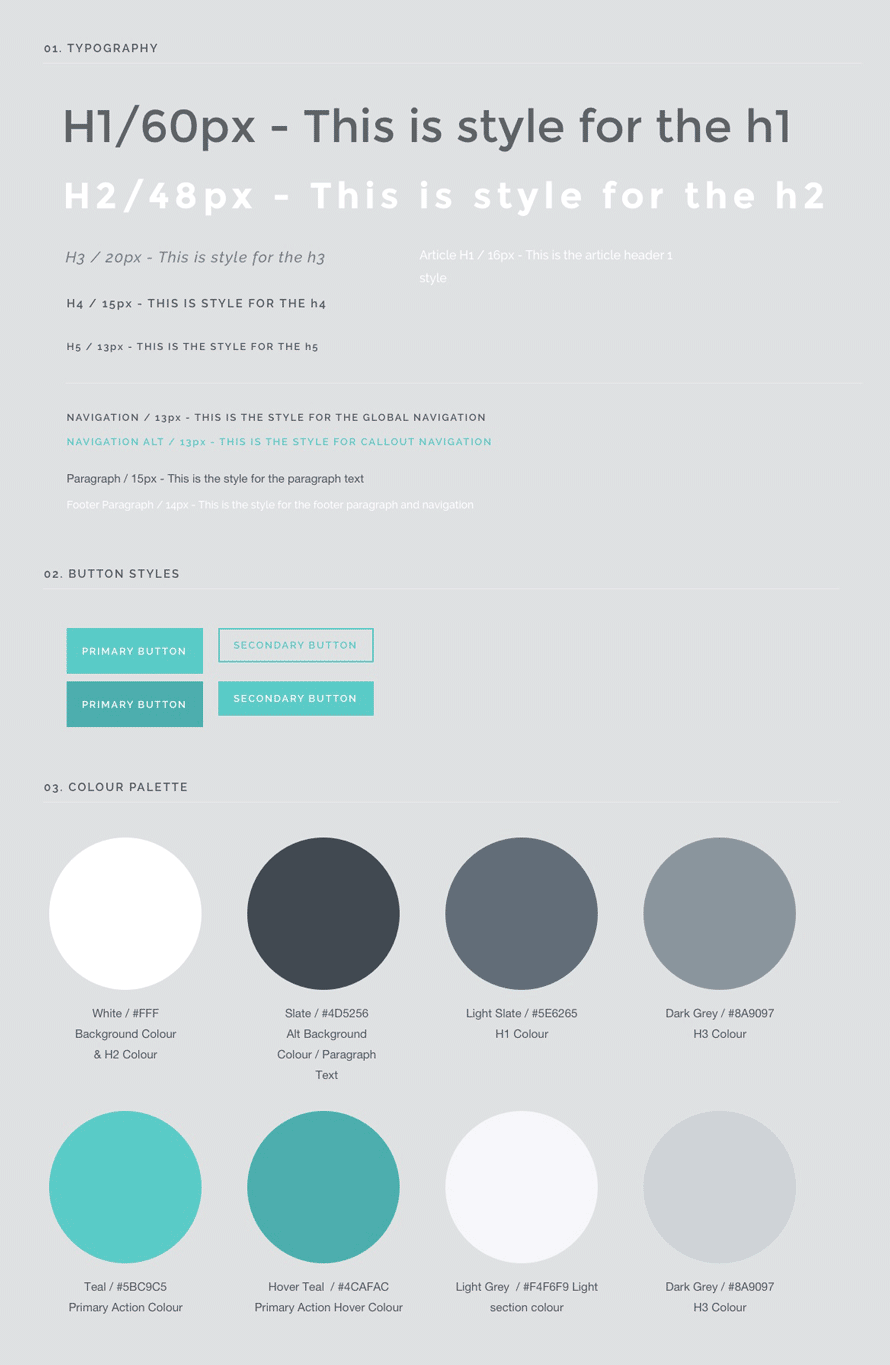 01. TYPOGRAPHY
H1/60px - This is style for the h1
H2/48px - This is style for the h2
H3 / 20px - This is style for the h3
Article H1 / 16px - This is the article header 1
style
H4 / 15px - THIS IS STYLE FOR THE h4
H5 / 13px - THIS IS THE STYLE FOR THE h5
NAVIGATION / 13px - THIS IS THE STYLE FOR THE GLOBAL NAVIGATION
NAVIGATION ALT / 13px - THIS IS THE STYLE FOR CALLOUT NAVIGATION
Paragraph / 15px - This is the style for the paragraph text
Footer Paragraph / 14px - This is the style for the footer paragraph and navigation
02. BUTTON STYLES
PRIMARY BUTTON
SECONDARY BUTTON
PRIMARY BUTTON
SECONDARY BUTTON
03. COLOUR PALETTE
White / #FFF
Background Colour
& H2 Colour
Slate / #4D5256
Alt Background
Colour / Paragraph
Text
Light Slate / #5E6265
H1 Colour
Dark Grey / #8A9097
H3 Colour
Teal / #5BC9C5
Primary Action Colour
Hover Teal / #4CAFAC
Primary Action Hover Colour
Light Grey / #F4F6F9 Light
section colour
Dark Grey / #8A9097
H3 Colour